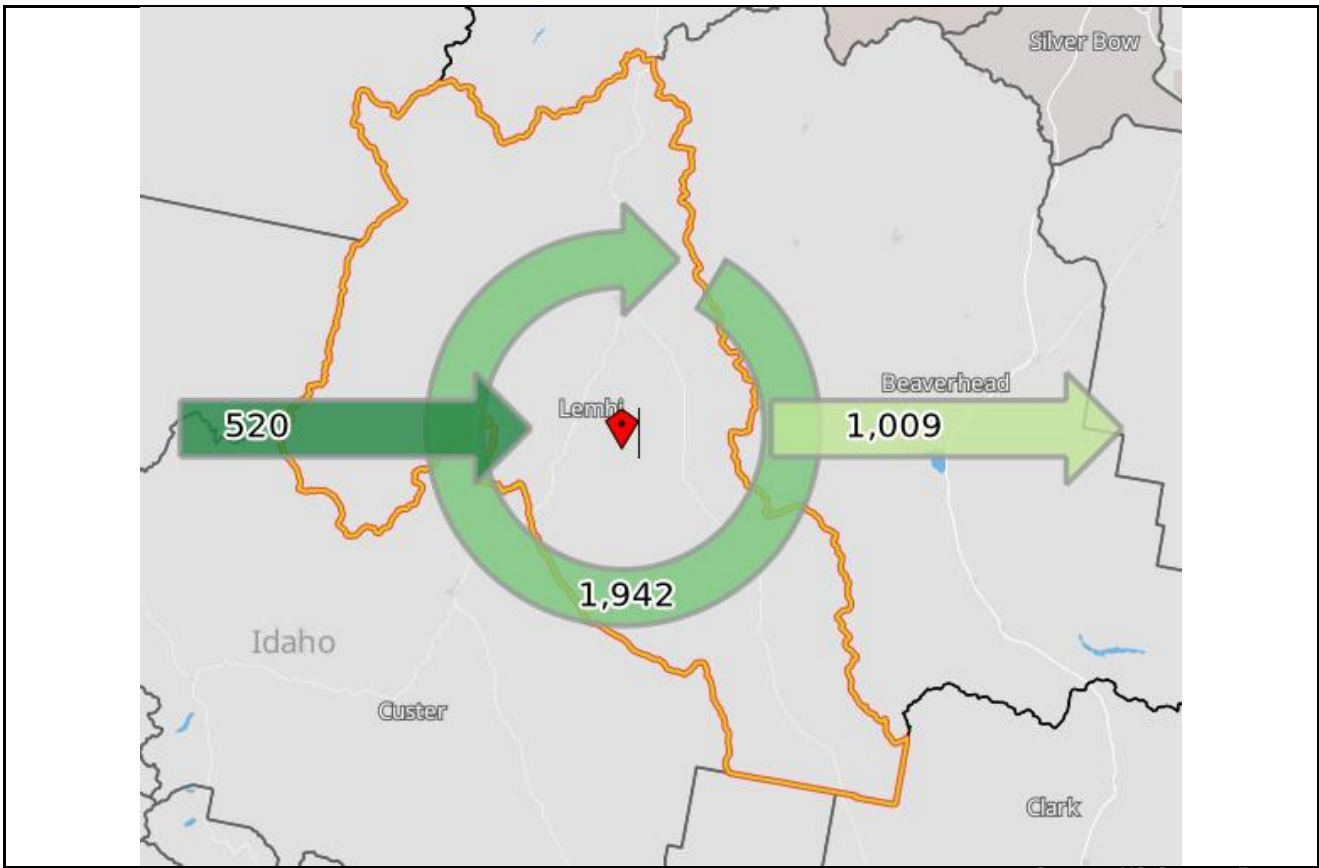 Silver Bow
Beaverhead
Lemhi
520
1,009
1,942
Idaho
Custer
Clark